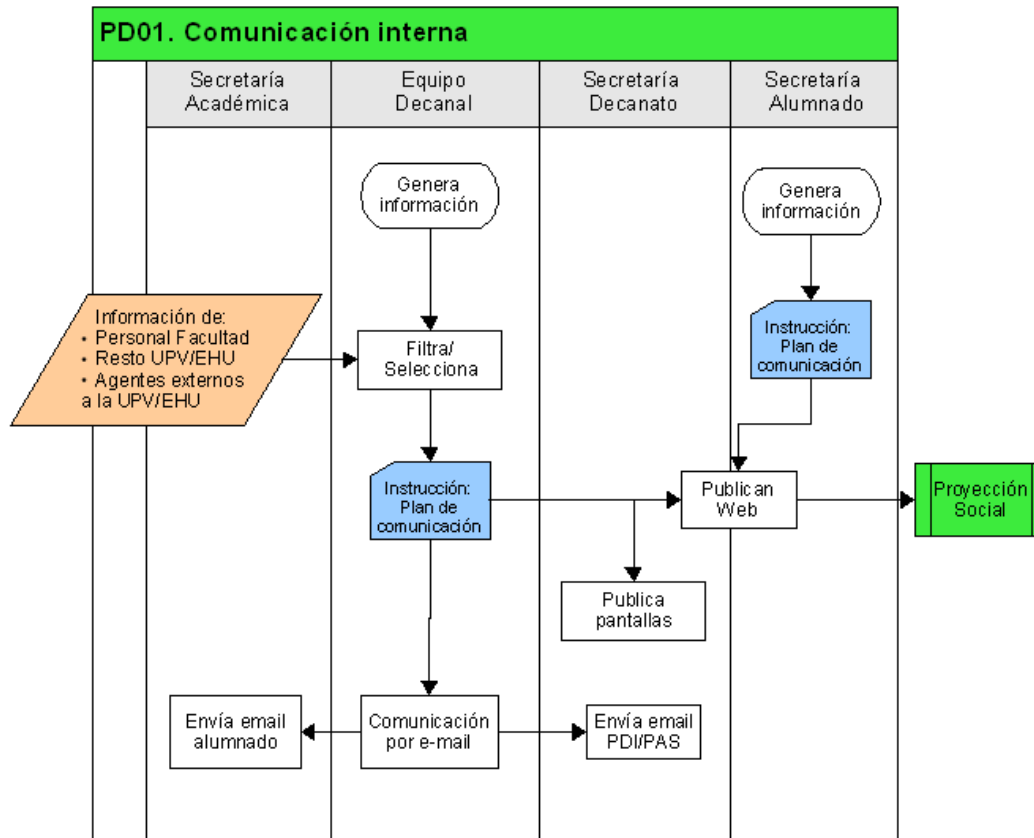 PD01. Comunicación interna
Secretaría
Académica
Equipo
Decanal
Secretaría
Decanato
Secretaría
Alumnado
Genera
información
Genera
información
Información de:
• Personal Facultad
• Resto UPV/EHU
• Agentes externos
a la UPV/EHU
Filtra/
Selecciona
Instrucción:
Plan de
comunicación
Instrucción:
Plan de
comunicación
Publican
Web
Proyección
Social
Publica
pantallas
Envía email
alumnado
Comunicación
por e-mail
Envía email
PDI/PAS